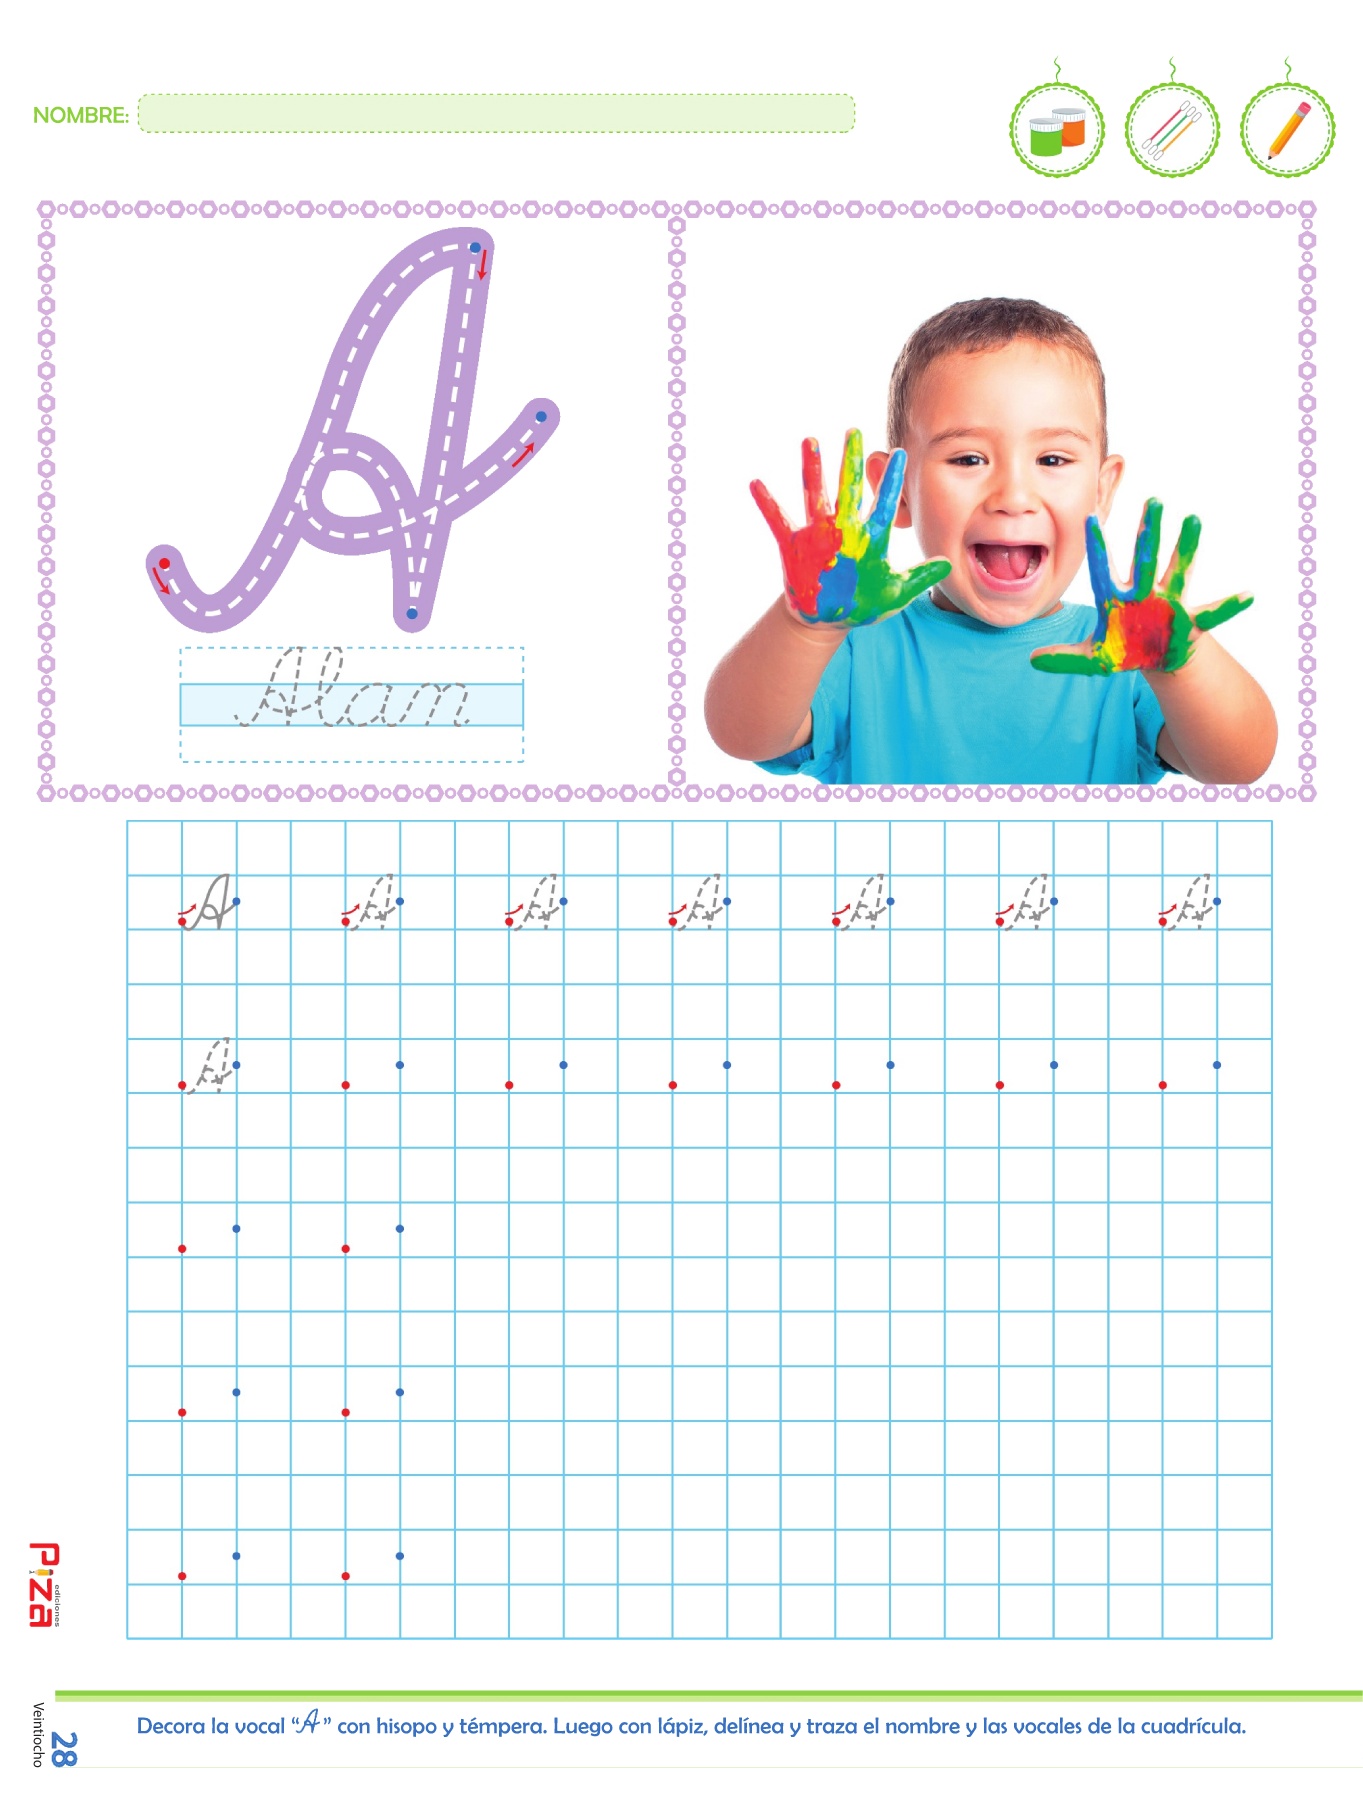 NOMBRE:
A
Alan
A A A A A A A
A
Piza
ediciones
Veintiocho
28
Decora la vocal “A” con hisopo y témpera. Luego con lápiz, delínea y traza el nombre y las vocales de la cuadrícula.